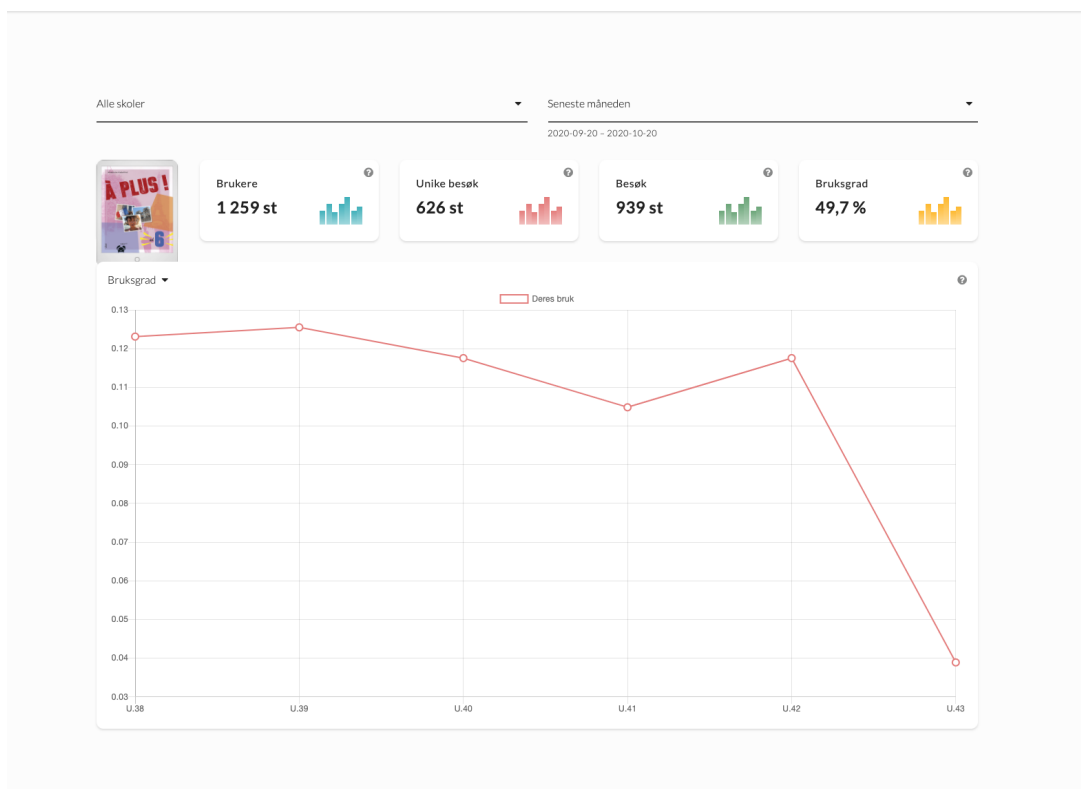 Alle skoler
Seneste måneden
2020-09-20 – 2020-10-20
À PLUS !
6
Brukere
1 259 st
Unike besøk
626 st
Besøk
939 st
Bruksgrad
49,7 %
Bruksgrad
Deres bruk
0.13
0.12
0.11
0.10
0.09
0.08
0.07
0.06
0.05
0.04
0.03
U.38 U.39 U.40 U.41 U.42 U.43